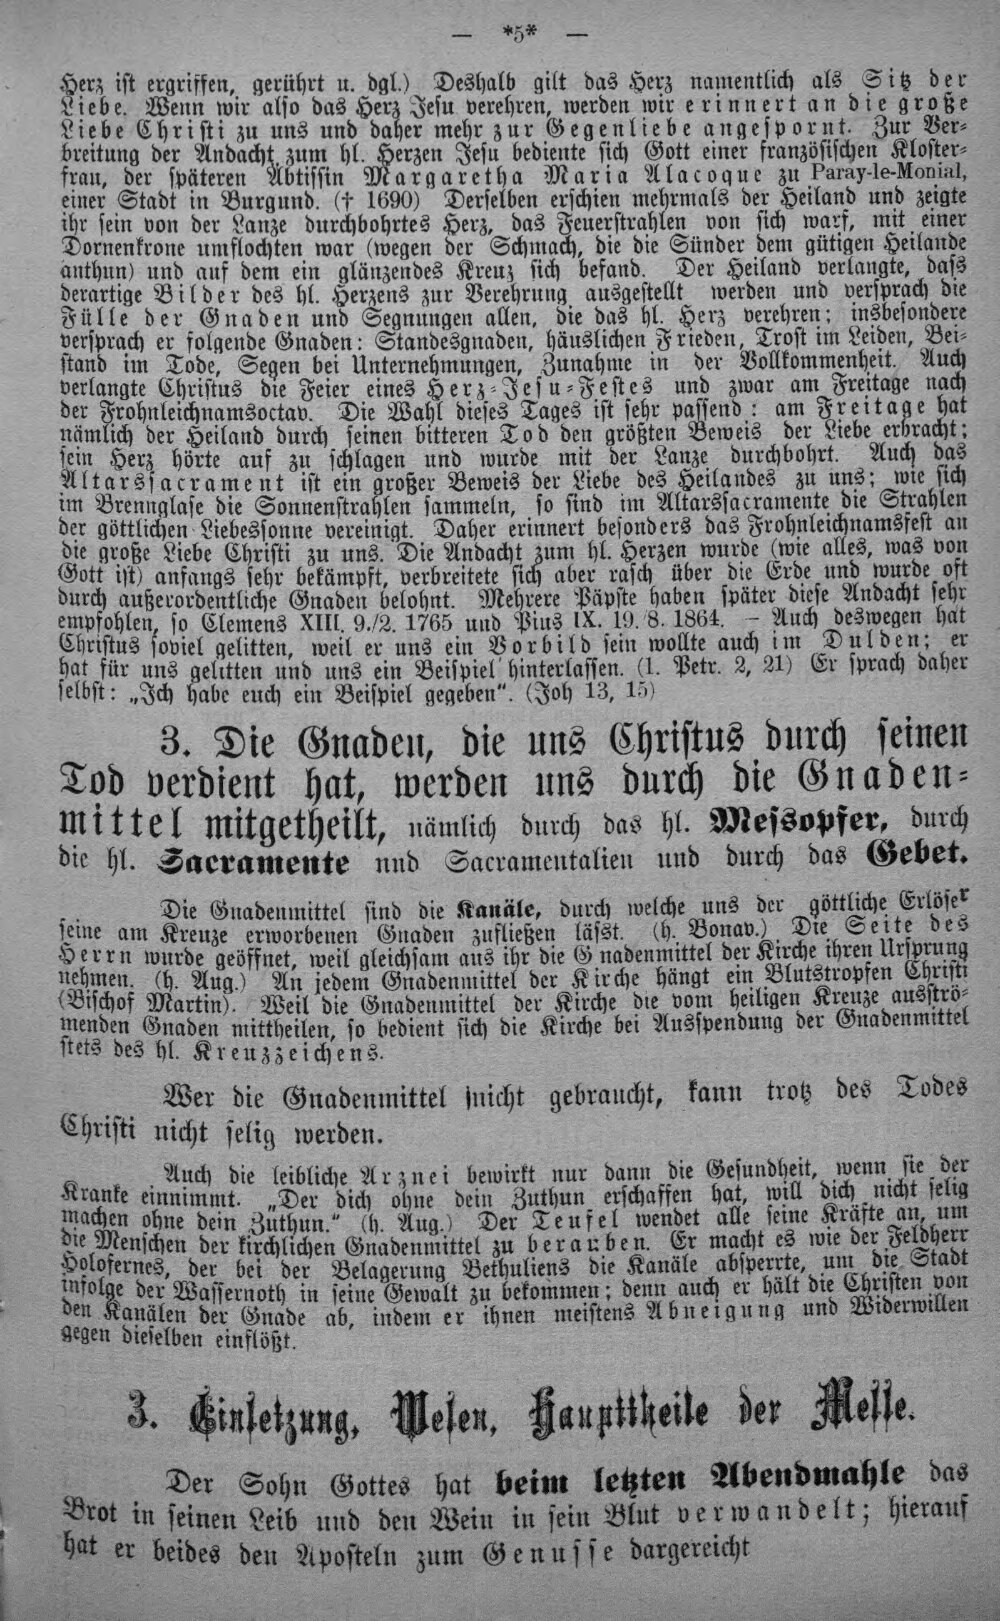 — *5* —
Herz ist ergriffen, gerührt u. dgl.) Deshalb gilt das Herz namentlich als Sitz der
Liebe. Wenn wir also das Herz Jesu verehren, werden wir erinnert an die große
Liebe Christi zu uns und daher mehr zur Gegenliebe angespornt. Zur Ver-
breitung der Andacht zum hl. Herzen Jesu bediente sich Gott einer französischen Kloster-
frau, der späteren Äbtissin Margaretha Maria Alacoque zu Paray-le-Monial,
einer Stadt in Burgund. († 1690) Derselben erschien mehrmals der Heiland und zeigte
ihr sein von der Lanze durchbohrtes Herz, das Feuerstrahlen von sich warf, mit einer
Dornenkrone umflochten war (wegen der Schmach, die die Sünder dem gütigen Heilande
anthun) und auf dem ein glänzendes Kreuz sich befand. Der Heiland verlangte, dass
derartige Bilder des hl. Herzens zur Verehrung ausgestellt werden und versprach die
Fülle der Gnaden und Segnungen allen, die das hl. Herz verehren; insbesondere
versprach er folgende Gnaden: Standesgnaden, häuslichen Frieden, Trost im Leiden, Bei-
stand im Tode, Segen bei Unternehmungen, Zunahme in der Vollkommenheit. Auch
verlangte Christus die Feier eines Herz-Jesu-Festes und zwar am Freitage nach
der Frohnleichnamsoctav. Die Wahl dieses Tages ist sehr passend: am Freitage hat
nämlich der Heiland durch seinen bitteren Tod den größten Beweis der Liebe erbracht;
sein Herz hörte auf zu schlagen und wurde mit der Lanze durchbohrt. Auch das
Altarssacrament ist ein großer Beweis der Liebe des Heilandes zu uns; wie sich
im Brennglase die Sonnenstrahlen sammeln, so sind im Altarssacramente die Strahlen
der göttlichen Liebessonne vereinigt. Daher erinnert besonders das Frohnleichnamsfest an
die große Liebe Christi zu uns. Die Andacht zum hl. Herzen wurde (wie alles, was von
Gott ist) anfangs sehr bekämpft, verbreitete sich aber rasch über die Erde und wurde oft
durch außerordentliche Gnaden belohnt. Mehrere Päpste haben später diese Andacht sehr
empfohlen, so Clemens XIII. 9./2. 1765 und Pius IX. 19. 8. 1864. – Auch deswegen hat
Christus soviel gelitten, weil er uns ein Vorbild sein wollte auch im Dulden; er
hat für uns gelitten und uns ein Beispiel hinterlassen. (1. Petr. 2, 21) Er sprach daher
selbst: „Ich habe euch ein Beispiel gegeben“. (Joh 13, 15)
3. Die Gnaden, die uns Christus durch seinen
Tod verdient hat, werden uns durch die Gnaden-
mittel mitgetheilt, nämlich durch das hl. Messopfer, durch
die hl. Sacramente nnd Sacramentalien und durch das Gebet.
Die Gnadenmittel sind die Kanäle, durch welche uns der göttliche Erlöser
seine am Kreuze erworbenen Gnaden zufließen lässt. (h. Bonav.) Die Seite des
Herrn wurde geöffnet, weil gleichsam aus ihr die Gnadenmittel der Kirche ihren Ursprung
nehmen. (h. Aug.) An jedem Gnadenmittel der Kirche hängt ein Blutstropfen Christi
(Bischof Martin). Weil die Gnadenmittel der Kirche die vom heiligen Kreuze ausströ-
menden Gnaden mittheilen, so bedient sich die Kirche bei Ausspendung der Gnadenmittel
stets des hl. Kreuzzeichens.
Wer die Gnadenmittel nicht gebraucht, kann trotz des Todes
Christi nicht selig werden.
Auch die leibliche Arznei bewirkt nur dann die Gesundheit, wenn sie der
Kranke einnimmt. „Der dich ohne dein Zuthun erschaffen hat, will dich nicht selig
machen ohne dein Zuthun.“ (h. Aug.) Der Teufel wendet alle seine Kräfte an, um
die Menschen der kirchlichen Gnadenmittel zu berauben. Er macht es wie der Feldherr
Holofernes, der bei der Belagerung Bethuliens die Kanäle absperrte, um die Stadt
infolge der Wassernoth in seine Gewalt zu bekommen; denn auch er hält die Christen von
den Kanälen der Gnade ab, indem er ihnen meistens Abneigung und Widerwillen
gegen dieselben einflößt.
3. Einsetzung, Wesen, Haupttheile der Messe.
Der Sohn Gottes hat beim letzten Abendmahle das
Brot in seinen Leib und den Wein in sein Blut verwandelt; hierauf
hat er beides den Aposteln zum Genusse dargereicht